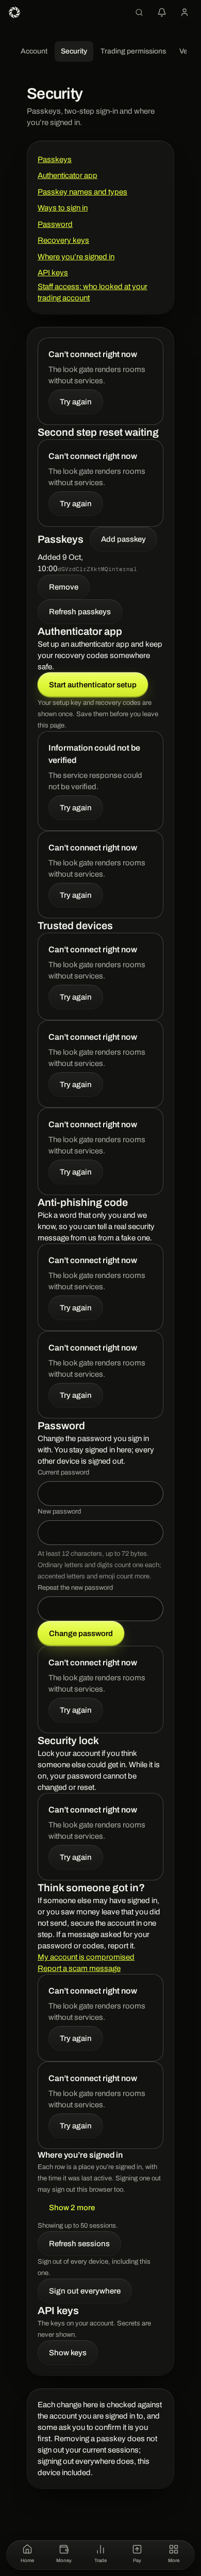 Account Security Trading permissions Ve
Security
Passkeys, two-step sign-in and where
you're signed in.
Passkeys
Authenticator app
Passkey names and types
Ways to sign in
Password
Recovery keys
Where you're signed in
API keys
Staff access: who looked at your
trading account
Can't connect right now
The look gate renders rooms
without services.
Try again
Second step reset waiting
Can't connect right now
The look gate renders rooms
without services.
Try again
Passkeys Add passkey
Added 9 Oct,
10:00
Remove
Refresh passkeys
Authenticator app
Set up an authenticator app and keep
your recovery codes somewhere
safe.
Start authenticator setup
Your setup key and recovery codes are
shown once. Save them before you leave
this page.
Information could not be
verified
The service response could
not be verified.
Try again
Can't connect right now
The look gate renders rooms
without services.
Try again
Trusted devices
Can't connect right now
The look gate renders rooms
without services.
Try again
Can't connect right now
The look gate renders rooms
without services.
Try again
Can't connect right now
The look gate renders rooms
without services.
Try again
Anti-phishing code
Pick a word that only you and we
know, so you can tell a real security
message from us from a fake one.
Can't connect right now
The look gate renders rooms
without services.
Try again
Can't connect right now
The look gate renders rooms
without services.
Try again
Password
Change the password you sign in
with. You stay signed in here; every
other device is signed out.
Current password
New password
At least 12 characters, up to 72 bytes.
Ordinary letters and digits count one each;
accented letters and emoji count more.
Repeat the new password
Change password
Can't connect right now
The look gate renders rooms
without services.
Try again
Security lock
Lock your account if you think
someone else could get in. While it is
on, your password cannot be
changed or reset.
Can't connect right now
The look gate renders rooms
without services.
Try again
Think someone got in?
If someone else may have signed in,
or you saw money leave that you did
not send, secure the account in one
step. If a message asked for your
password or codes, report it.
My account is compromised
Report a scam message
Can't connect right now
The look gate renders rooms
without services.
Try again
Can't connect right now
The look gate renders rooms
without services.
Try again
Where you're signed in
Each row is a place you're signed in, with
the time it was last active. Signing one out
may sign out this browser too.
Show 2 more
Showing up to 50 sessions.
Refresh sessions
Sign out of every device, including this
one.
Sign out everywhere
API keys
The keys on your account. Secrets are
never shown.
Show keys
Each change here is checked against
the account you are signed in to, and
some ask you to confirm it is you
first. Removing a passkey does not
sign out your current sessions;
signing out everywhere does, this
device included.
Home Money Trade Pay More